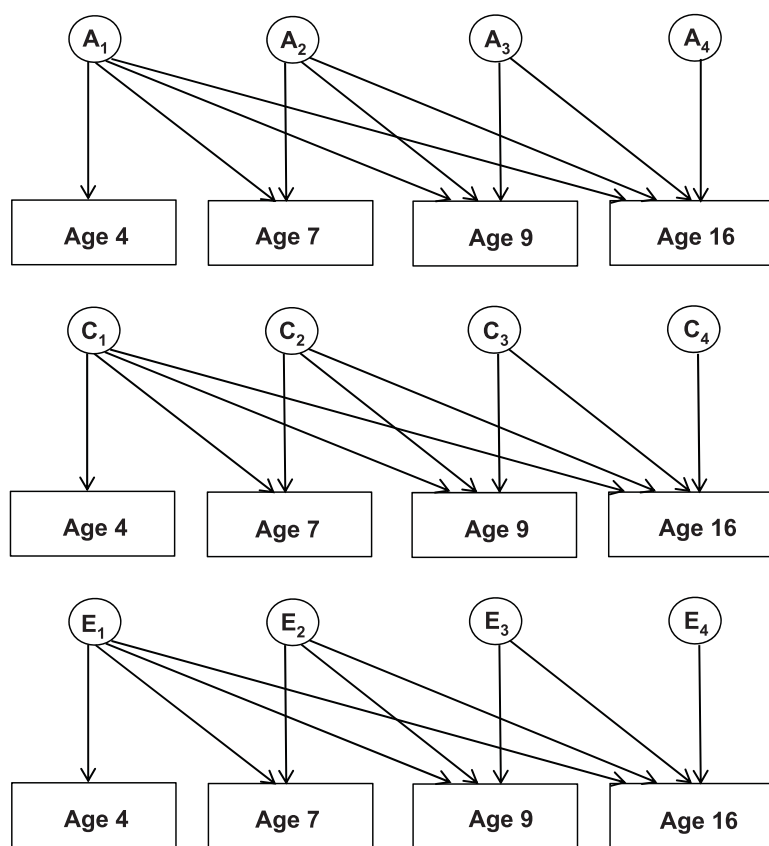 A1 A2 A3 A4
Age 4 Age 7 Age 9 Age 16
C1 C2 C3 C4
Age 4 Age 7 Age 9 Age 16
E1 E2 E3 E4
Age 4 Age 7 Age 9 Age 16